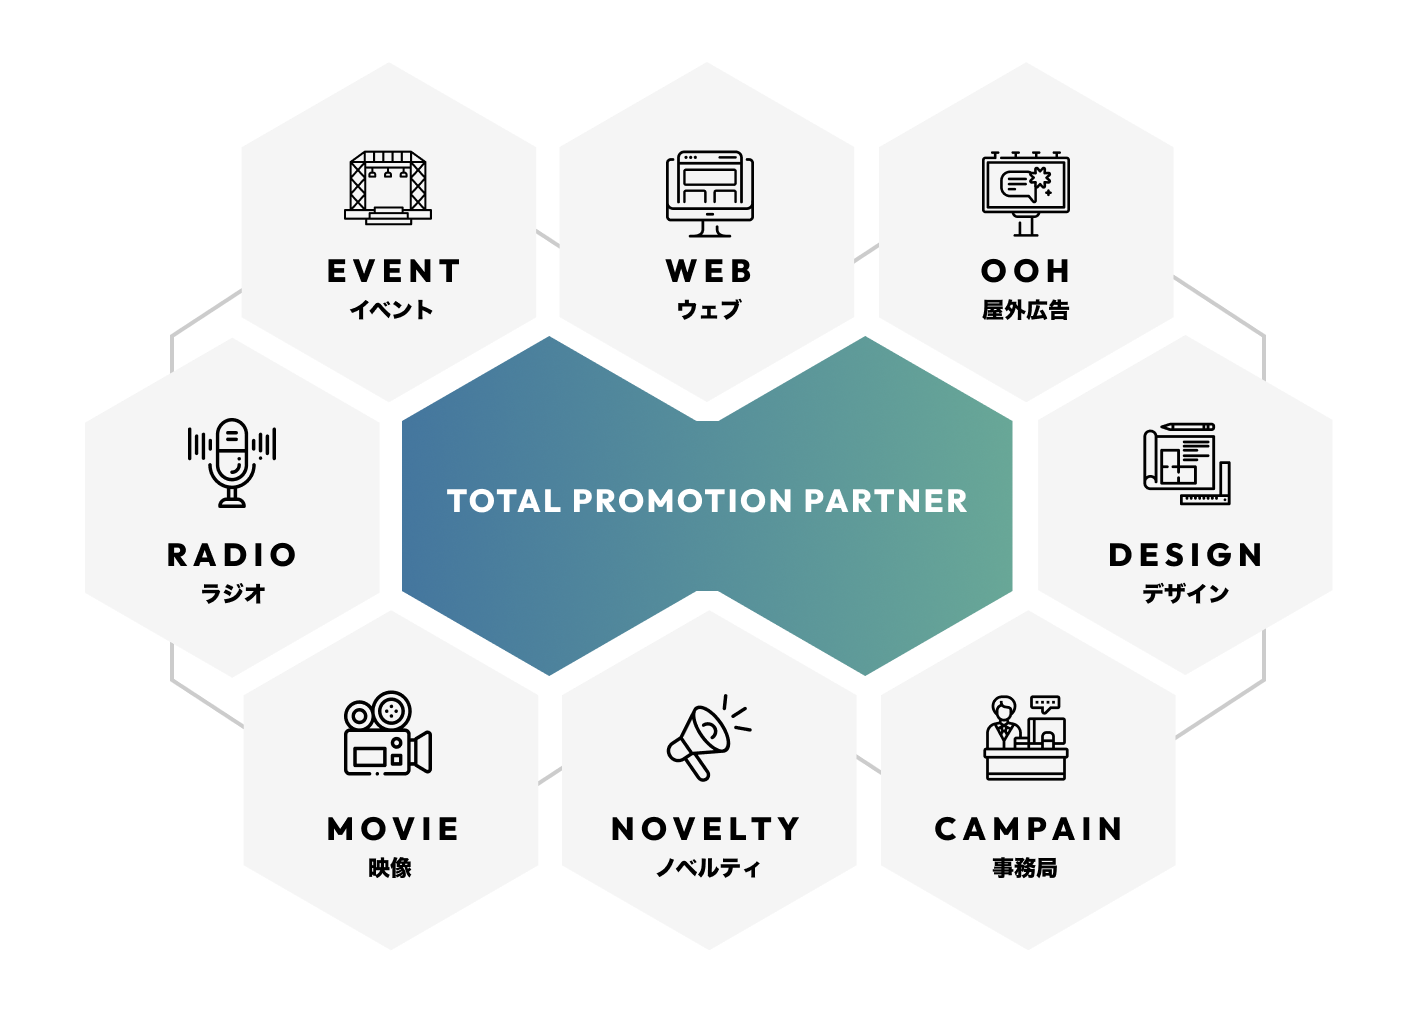 EVENT
イベント
WEB
ウェブ
OOH
屋外広告
RADIO
ラジオ
TOTAL PROMOTION PARTNER
DESIGN
デザイン
MOVIE
映像
NOVELTY
ノベルティ
CAMPAIN
事務局